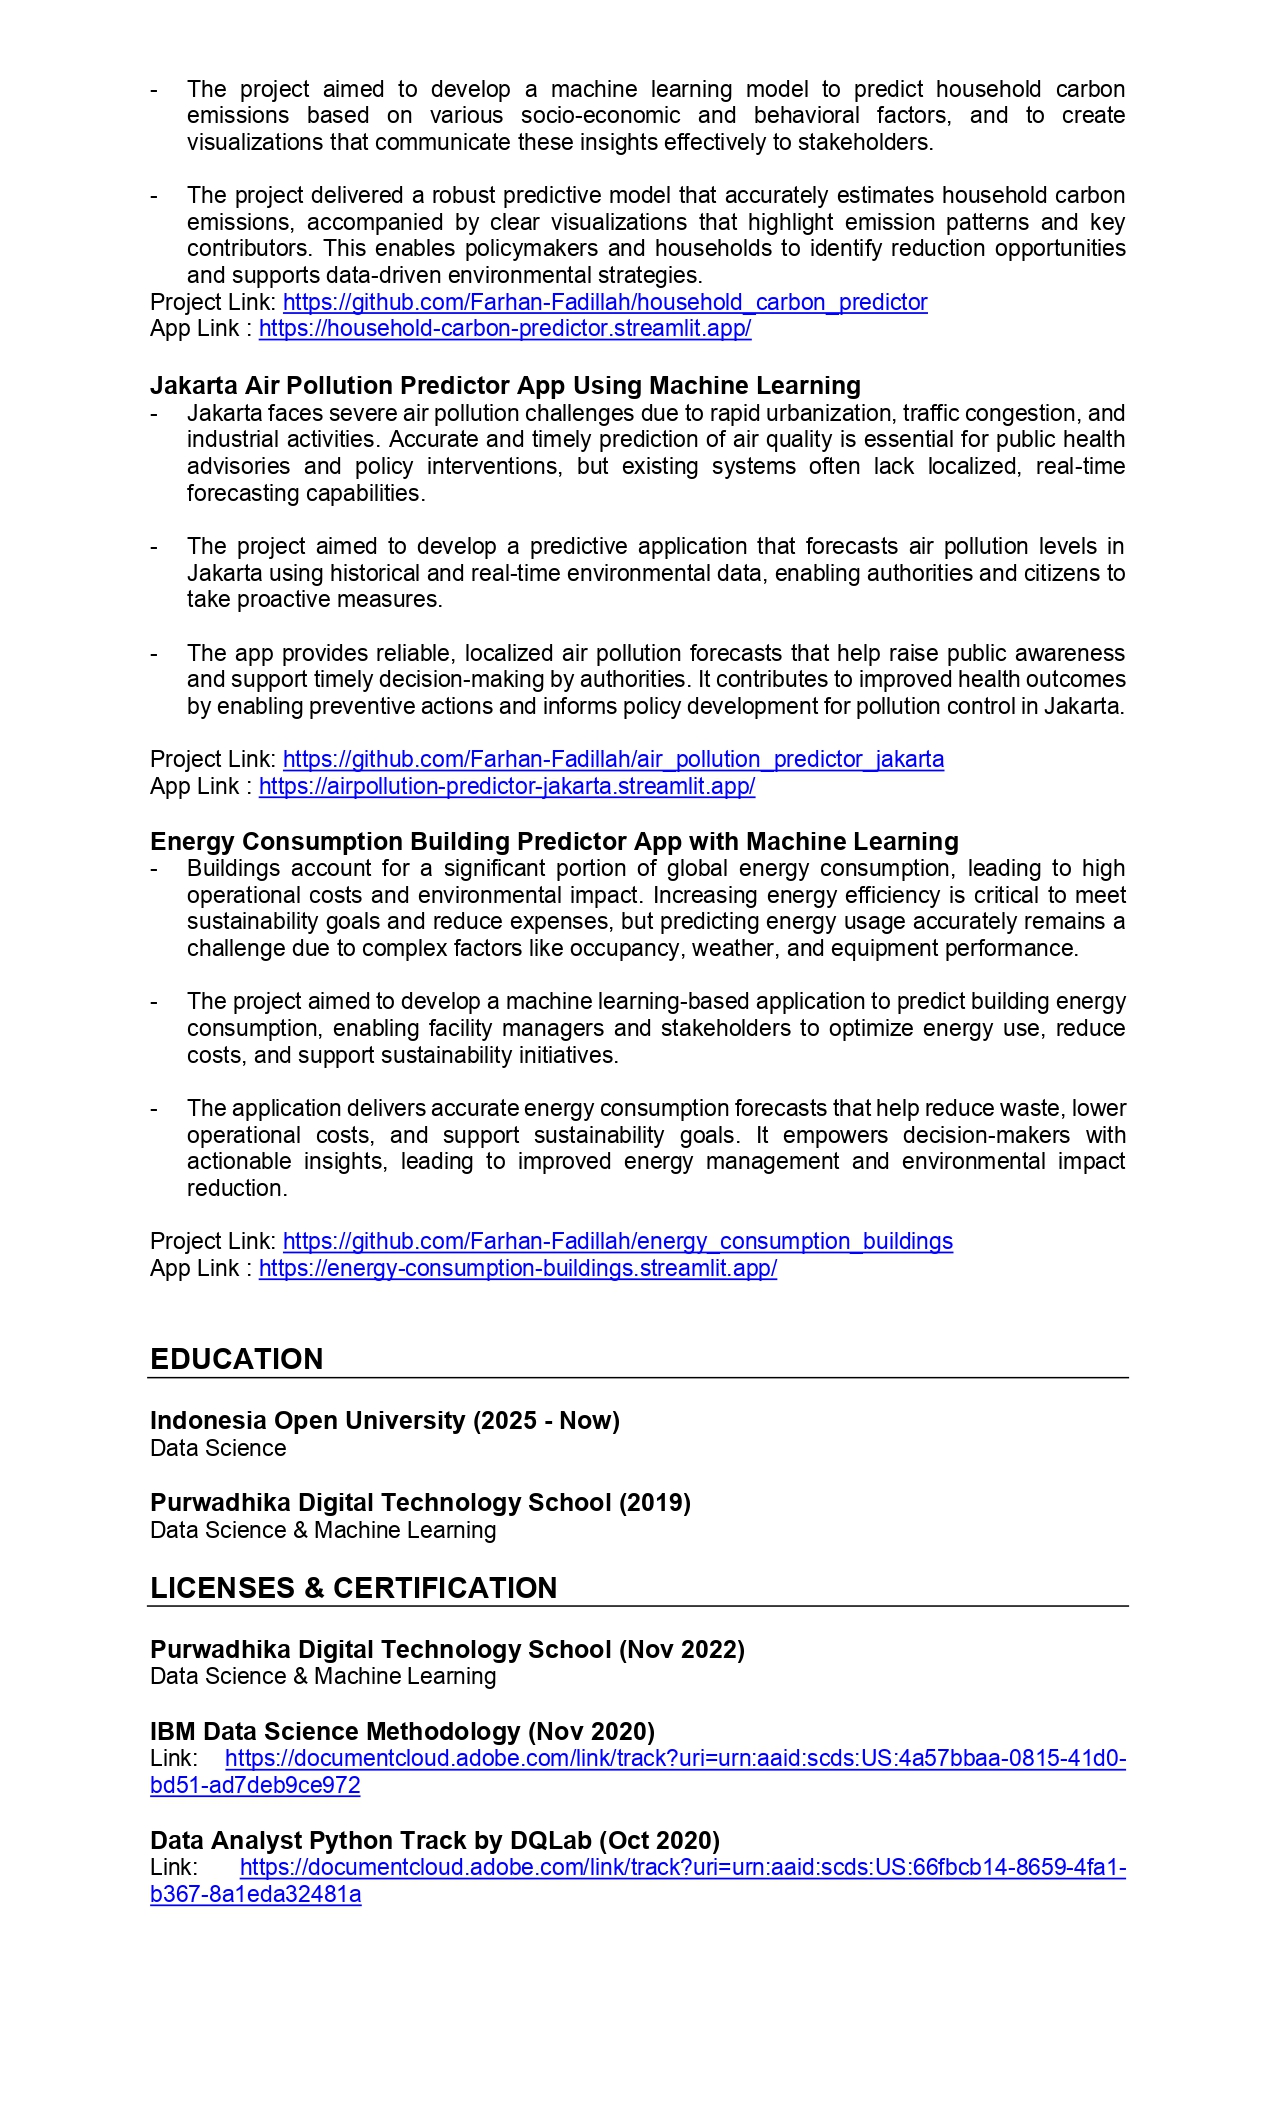 - The project aimed to develop a machine learning model to predict household carbon
emissions based on various socio-economic and behavioral factors, and to create
visualizations that communicate these insights effectively to stakeholders.
- The project delivered a robust predictive model that accurately estimates household carbon
emissions, accompanied by clear visualizations that highlight emission patterns and key
contributors. This enables policymakers and households to identify reduction opportunities
and supports data-driven environmental strategies.
Project Link: https://github.com/Farhan-Fadillah/household_carbon_predictor
App Link : https://household-carbon-predictor.streamlit.app/
Jakarta Air Pollution Predictor App Using Machine Learning
- Jakarta faces severe air pollution challenges due to rapid urbanization, traffic congestion, and
industrial activities. Accurate and timely prediction of air quality is essential for public health
advisories and policy interventions, but existing systems often lack localized, real-time
forecasting capabilities.
- The project aimed to develop a predictive application that forecasts air pollution levels in
Jakarta using historical and real-time environmental data, enabling authorities and citizens to
take proactive measures.
- The app provides reliable, localized air pollution forecasts that help raise public awareness
and support timely decision-making by authorities. It contributes to improved health outcomes
by enabling preventive actions and informs policy development for pollution control in Jakarta.
Project Link: https://github.com/Farhan-Fadillah/air_pollution_predictor_jakarta
App Link : https://airpollution-predictor-jakarta.streamlit.app/
Energy Consumption Building Predictor App with Machine Learning
- Buildings account for a significant portion of global energy consumption, leading to high
operational costs and environmental impact. Increasing energy efficiency is critical to meet
sustainability goals and reduce expenses, but predicting energy usage accurately remains a
challenge due to complex factors like occupancy, weather, and equipment performance.
- The project aimed to develop a machine learning-based application to predict building energy
consumption, enabling facility managers and stakeholders to optimize energy use, reduce
costs, and support sustainability initiatives.
- The application delivers accurate energy consumption forecasts that help reduce waste, lower
operational costs, and support sustainability goals. It empowers decision-makers with
actionable insights, leading to improved energy management and environmental impact
reduction.
Project Link: https://github.com/Farhan-Fadillah/energy_consumption_buildings
App Link : https://energy-consumption-buildings.streamlit.app/
EDUCATION
Indonesia Open University (2025 - Now)
Data Science
Purwadhika Digital Technology School (2019)
Data Science & Machine Learning
LICENSES & CERTIFICATION
Purwadhika Digital Technology School (Nov 2022)
Data Science & Machine Learning
IBM Data Science Methodology (Nov 2020)
Link: https://documentcloud.adobe.com/link/track?uri=urn:aaid:scds:US:4a57bbaa-0815-41d0-
bd51-ad7deb9ce972
Data Analyst Python Track by DQLab (Oct 2020)
Link: https://documentcloud.adobe.com/link/track?uri=urn:aaid:scds:US:66fbcb14-8659-4fa1-
b367-8a1eda32481a